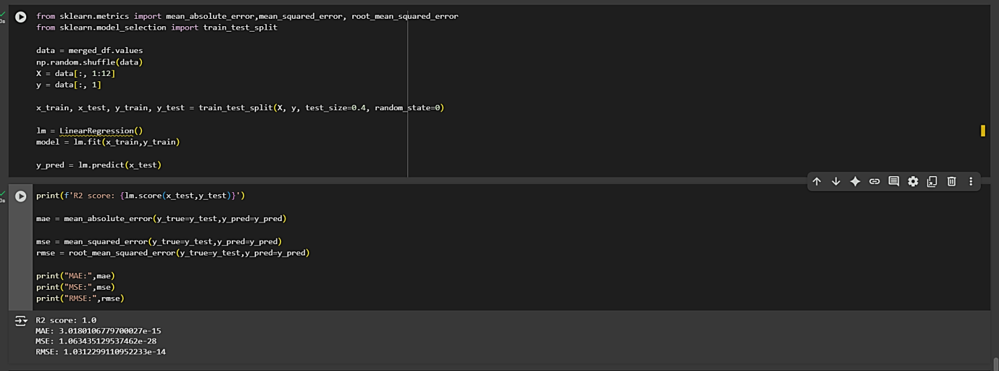 from sklearn.metrics import mean_absolute_error,mean_squared_error, root_mean_squared_error
from sklearn.model_selection import train_test_split
data = merged_df.values
np.random.shuffle(data)
X = data[:, 1:12]
y = data[:, 1]
x_train, x_test, y_train, y_test = train_test_split(X, y, test_size=0.4, random_state=0)
lm = LinearRegression()
model = lm.fit(x_train,y_train)
y_pred = lm.predict(x_test)
print(f'R2 score: {lm.score(x_test,y_test)}')
mae = mean_absolute_error(y_true=y_test,y_pred=y_pred)
mse = mean_squared_error(y_true=y_test,y_pred=y_pred)
rmse = root_mean_squared_error(y_true=y_test,y_pred=y_pred)
print("MAE:",mae)
print("MSE:",mse)
print("RMSE:",rmse)
R2 score: 1.0
MAE: 3.0180106779700027e-15
MSE: 1.063435129537462e-28
RMSE: 1.0312299110952233e-14